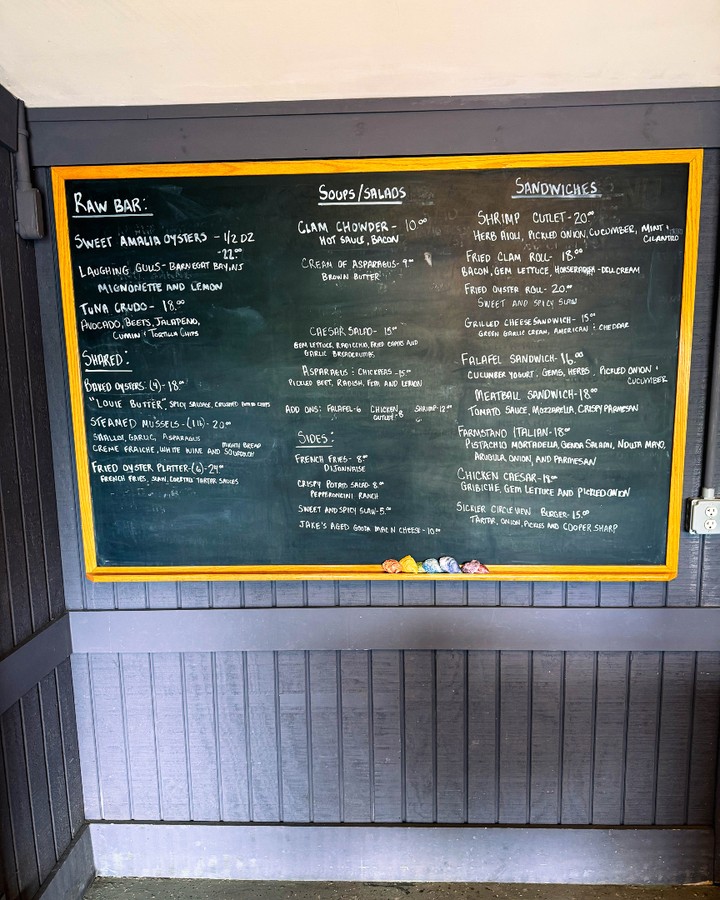 RAW BAR:
SWEET AMALIA OYSTERS - 1/2 DZ
-22.00
LAUGHING GULLS - BARNEGAT BAY, NJ
MIGNONETTE AND LEMON
TUNA CRUDO - 18.00
AVOCADO, BEETS, JALAPENO,
CUMIN + TORTILLA CHIPS
SHARED:
BAKED OYSTERS: (4) - 18.00
"LOUIE BUTTER", SPICY SAUSAGE, CRUSHED POTATO CHIPS
STEAMED MUSSELS - (1 lb) - 20.00
SHALLOT, GARLIC, ASPARAGUS
CREME FRAICHE, WHITE WINE AND MIGHTY BREAD SOURDOUGH
FRIED OYSTER PLATTER - (6) - 24.00
FRENCH FRIES, SLAW, TARTAR SAUCES
SOUPS/SALADS
CLAM CHOWDER - 10.00
HOT SAUCE, BACON
CREAM OF ASPARAGUS - 9.00
BROWN BUTTER
CAESAR SALAD - 15.00
GEM LETTUCE, RADICCHIO, FRIED CAPERS AND
GARLIC BREADCRUMBS
ASPARAGUS + CHICKPEAS - 15.00
PICKLED BEET, RADISH, FETA, AND LEMON
ADD ONS: FALAFEL - 6 CHICKEN CUTLET - 8 SHRIMP - 12.00
SIDES:
FRENCH FRIES - 8.00
DIJONNAISE
CRISPY POTATO SALAD - 8.00
PEPPERONCINI RANCH
SWEET AND SPICY SLAW - 5.00
JAKE'S AGED GOUDA MAC N CHEESE - 10.00
SANDWICHES
SHRIMP CUTLET - 20.00
HERB AIOLI, PICKLED ONION, CUCUMBER, MINT + CILANTRO
FRIED CLAM ROLL - 18.00
BACON, GEM LETTUCE, HORSERADISH - DILL CREAM
FRIED OYSTER ROLL - 20.00
SWEET AND SPICY SLAW
GRILLED CHEESE SANDWICH - 15.00
GREEN GARLIC CREAM, AMERICAN + CHEDDAR
FALAFEL SANDWICH - 16.00
CUCUMBER YOGURT, GEMS, HERBS, PICKLED ONION + CUCUMBER
MEATBALL SANDWICH - 18.00
TOMATO SAUCE, MOZZARELLA, CRISPY PARMESAN
FARMSTAND ITALIAN - 18.00
PISTACHIO MORTADELLA, GENOA SALAMI, NDUJA MAYO,
ARUGULA, ONION, AND PARMESAN
CHICKEN CAESAR - 18.00
GRIBICHE, GEM LETTUCE AND PICKLED ONION
SICKLER CIRCLE VIEW BURGER - 15.00
TARTAR, ONION, PICKLES AND COOPER SHARP